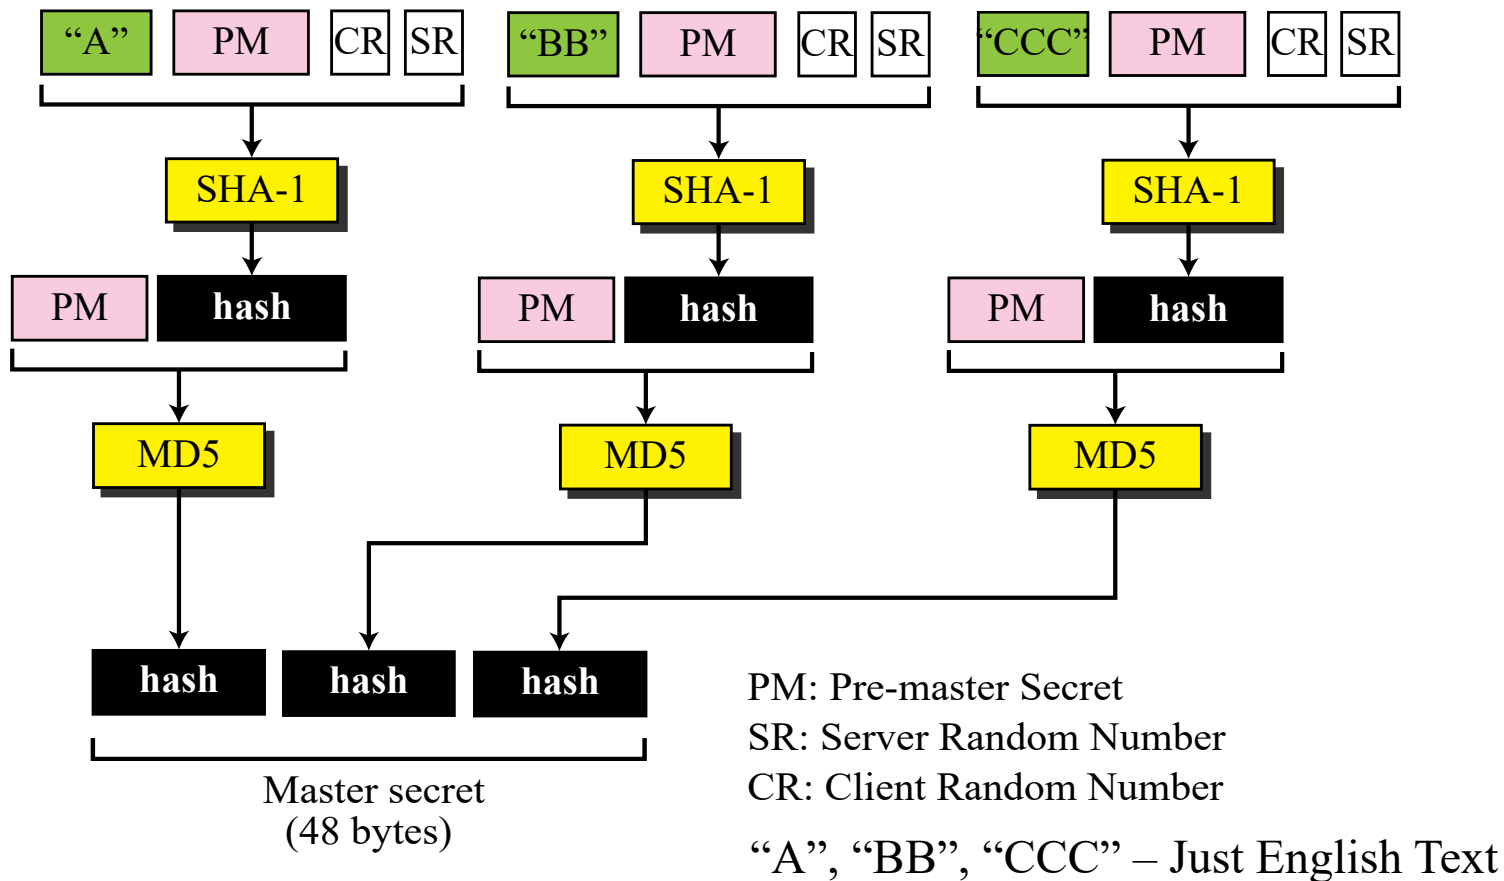 “A” PM CR SR “BB” PM CR SR “CCC” PM CR SR
SHA-1 SHA-1 SHA-1
PM hash PM hash PM hash
MD5 MD5 MD5
hash hash hash
Master secret
(48 bytes)
PM: Pre-master Secret
SR: Server Random Number
CR: Client Random Number
“A”, “BB”, “CCC” – Just English Text